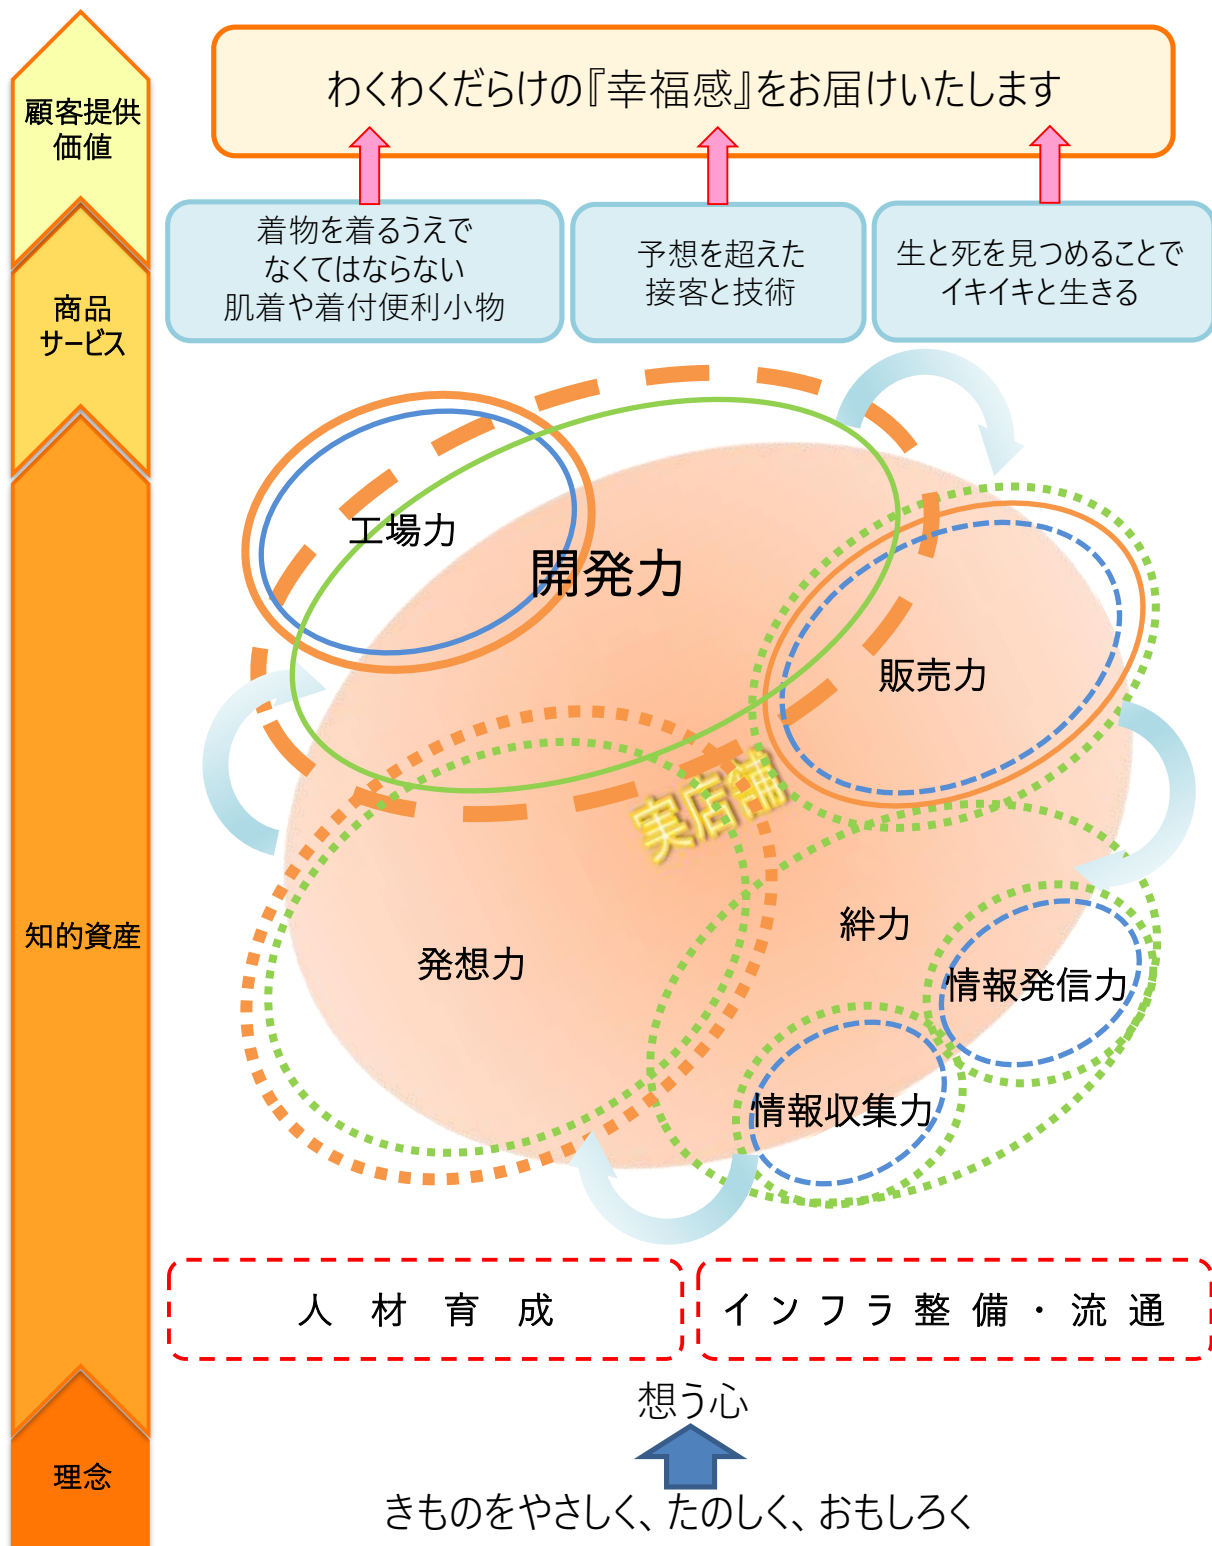 顧客提供
価値
わくわくだらけの『幸福感』をお届けいたします
商品
サービス
着物を着るうえで
なくてはならない
肌着や着付便利小物
予想を超えた
接客と技術
生と死を見つめることで
イキイキと生きる
知的資産
工場力
開発力
販売力
実店舗
発想力
絆力
情報発信力
情報収集力
人材育成
インフラ整備・流通
理念
想う心
きものをやさしく、たのしく、おもしろく